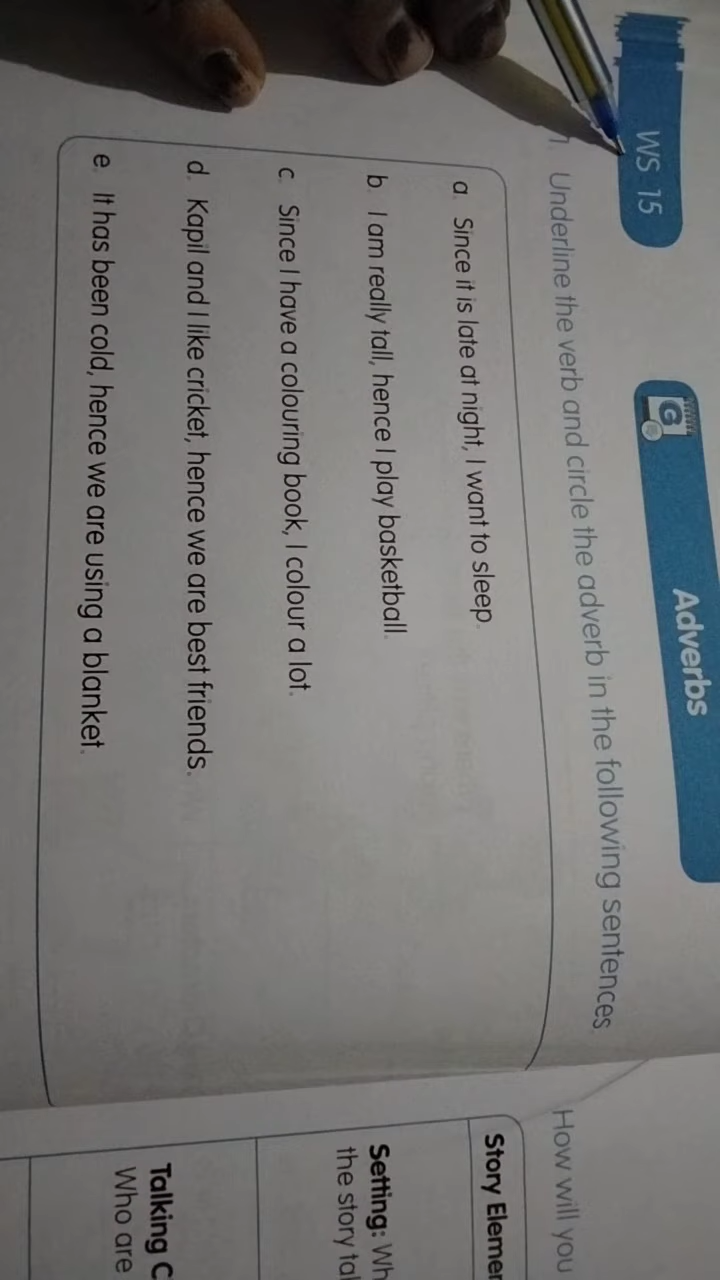 WS 15
Adverbs
1. Underline the verb and circle the adverb in the following sentences.
a. Since it is late at night, I want to sleep.
b. I am really tall, hence I play basketball.
c. Since I have a colouring book, I colour a lot.
d. Kapil and I like cricket, hence we are best friends.
e. It has been cold, hence we are using a blanket.
How will you
Story Elemen
Setting: Wh
the story ta
Talking C
Who are